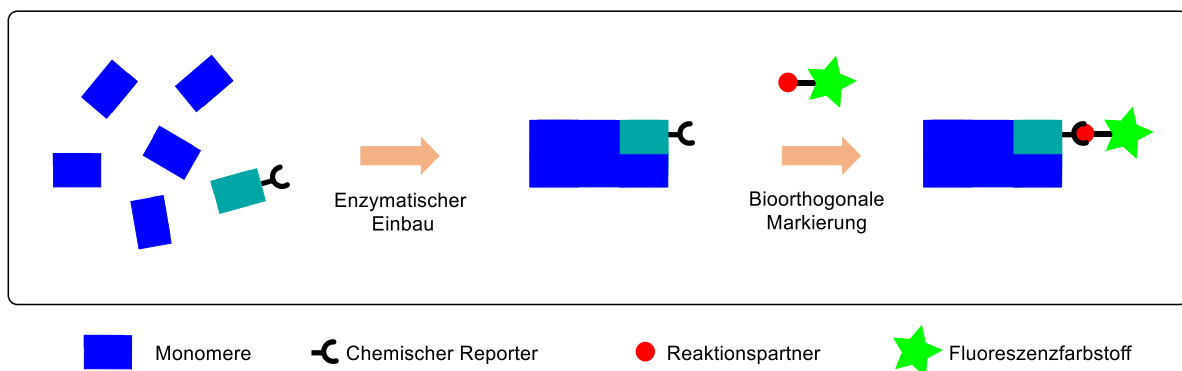 Enzymatischer
Einbau
Bioorthogonale
Markierung
Monomere
Chemischer Reporter
Reaktionspartner
Fluoreszenzfarbstoff